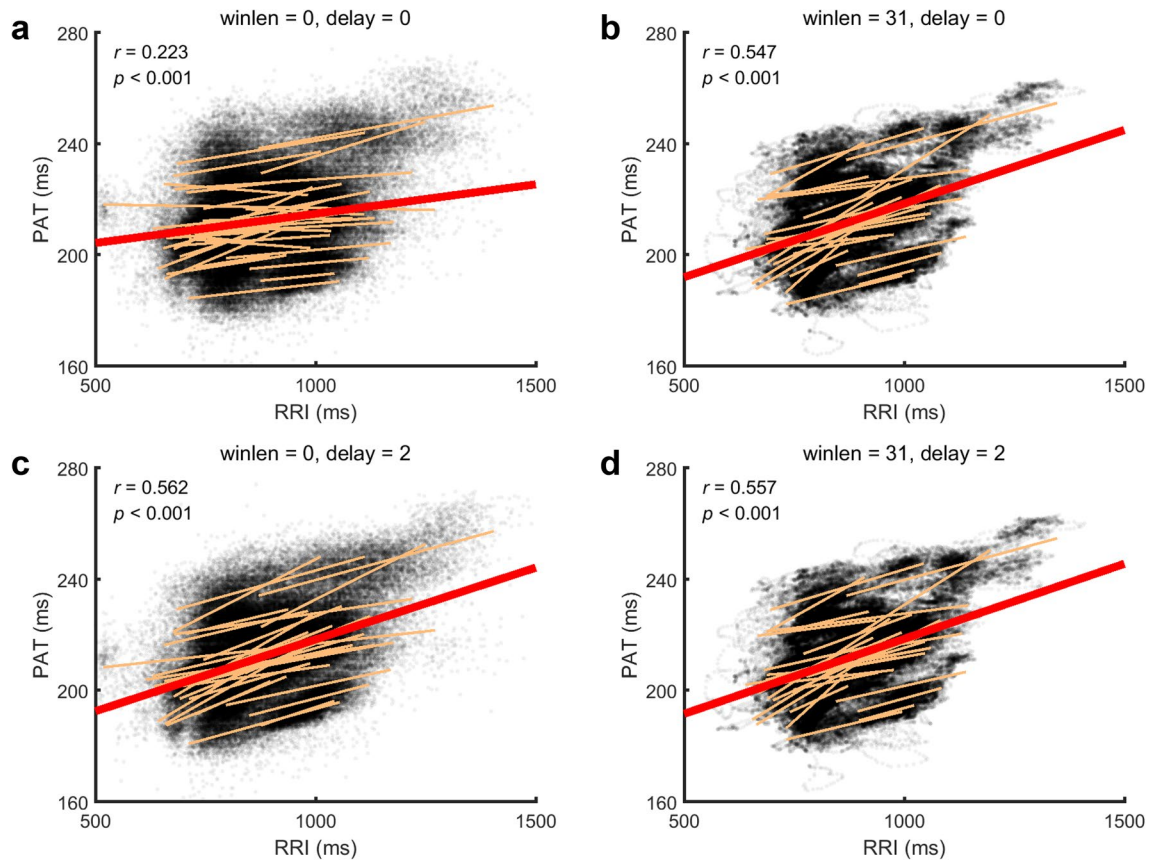 a
winlen = 0, delay = 0
r = 0.223
p < 0.001
280
240
200
160
PAT (ms)
500
1000
1500
RRI (ms)
b
winlen = 31, delay = 0
r = 0.547
p < 0.001
280
240
200
160
PAT (ms)
500
1000
1500
RRI (ms)
c
winlen = 0, delay = 2
r = 0.562
p < 0.001
280
240
200
160
PAT (ms)
500
1000
1500
RRI (ms)
d
winlen = 31, delay = 2
r = 0.557
p < 0.001
280
240
200
160
PAT (ms)
500
1000
1500
RRI (ms)